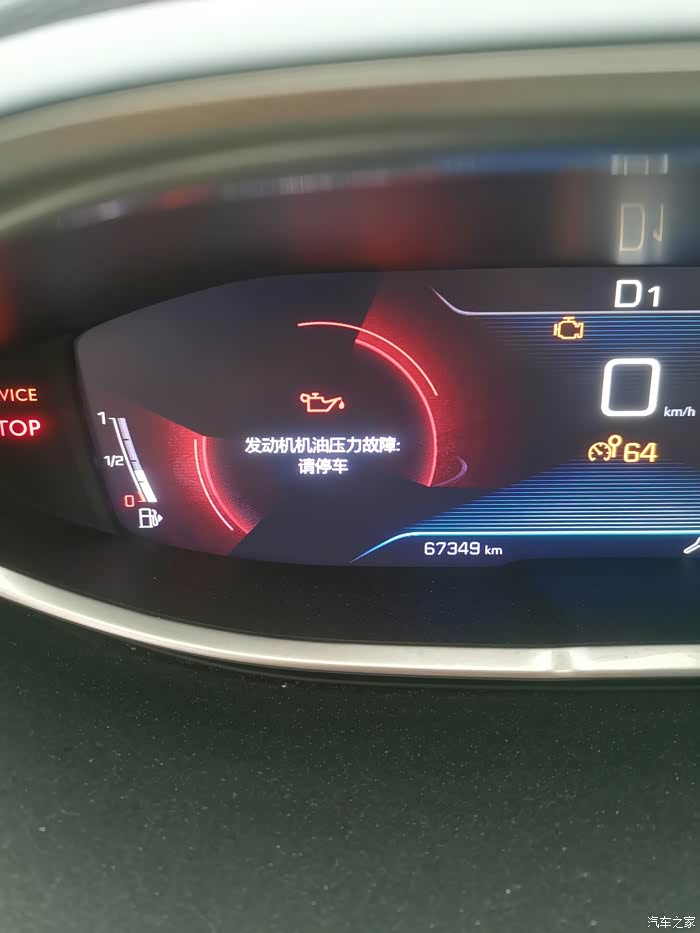 D1
0
km/h
VICE
TOP
1
1/2
0
发动机机油压力故障:
请停车
64
67349 km
汽车之家